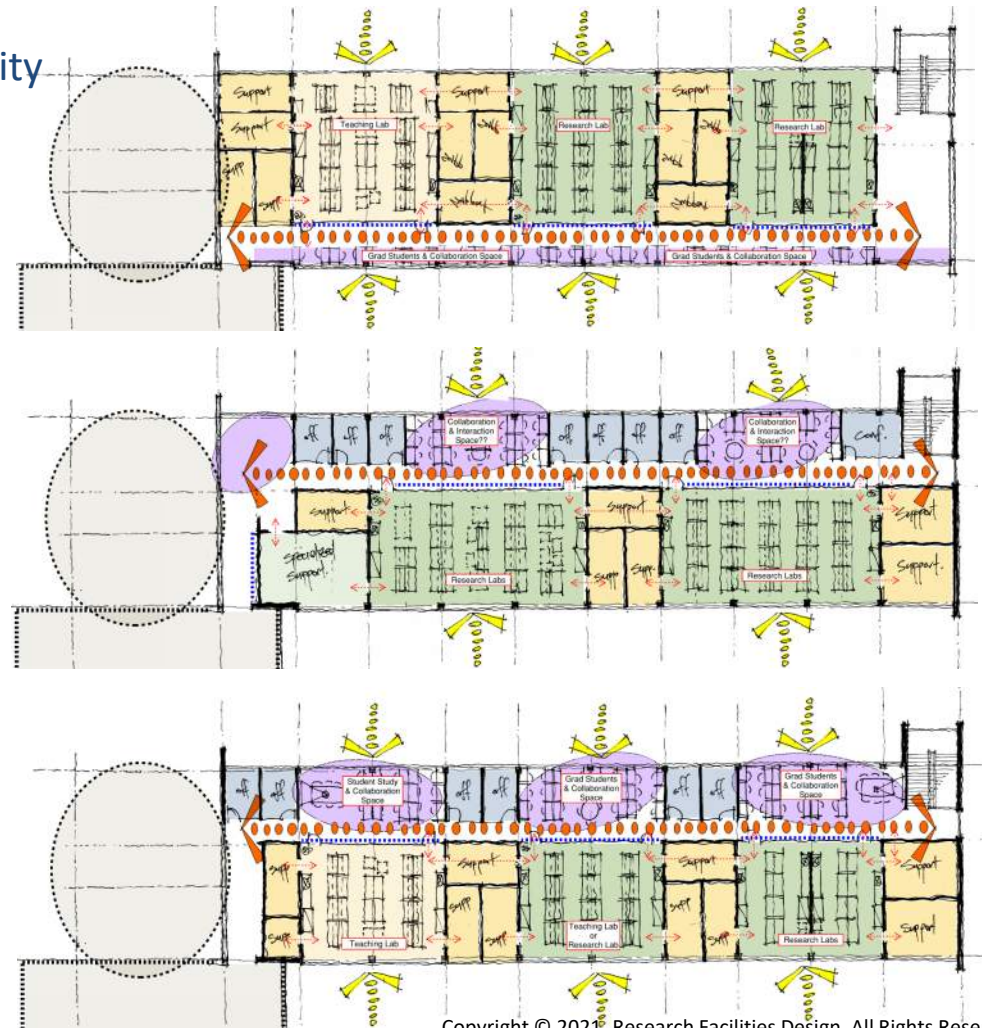 ity
Support
Support
Supp
Supp
Teaching Lab
Support
Research Lab
Support
Research Lab
Grad Students & Collaboration Space
Grad Students & Collaboration Space
off
off
off
Collaboration
& Interaction
Space??
off
off
off
off
Collaboration
& Interaction
Space??
Conf.
Support
Specialized
Support
Research Labs
Support
Supp
Supp.
Research Labs
Support
Support.
off
off
Student Study
& Collaboration
Space
off
off
Grad Students
& Collaboration
Space
off
off
Grad Students
& Collaboration
Space
Supp
Supp
Teaching Lab
Support
Supp
Supp
Teaching Lab
or
Research Lab
Support
Supp
Supp
Research Labs
Support
Support
Copyright © 2021, Research Facilities Design, All Rights Rese